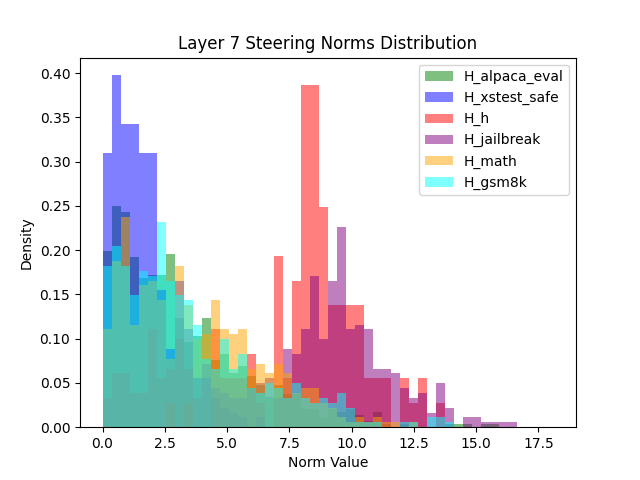 Layer 7 Steering Norms Distribution
H_alpaca_eval
H_xstest_safe
H_h
H_jailbreak
H_math
H_gsm8k
0.40
0.35
0.30
0.25
0.20
0.15
0.10
0.05
0.00
Density
0.0 2.5 5.0 7.5 10.0 12.5 15.0 17.5
Norm Value